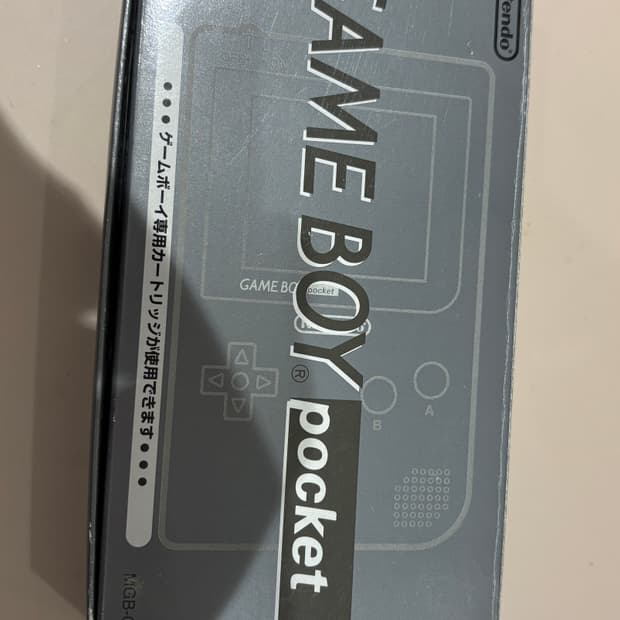 Nintendo®
GAME BOY®
pocket
GAME BOY pocket
B
A
•••ゲームボーイ専用カートリッジが使用できます•••